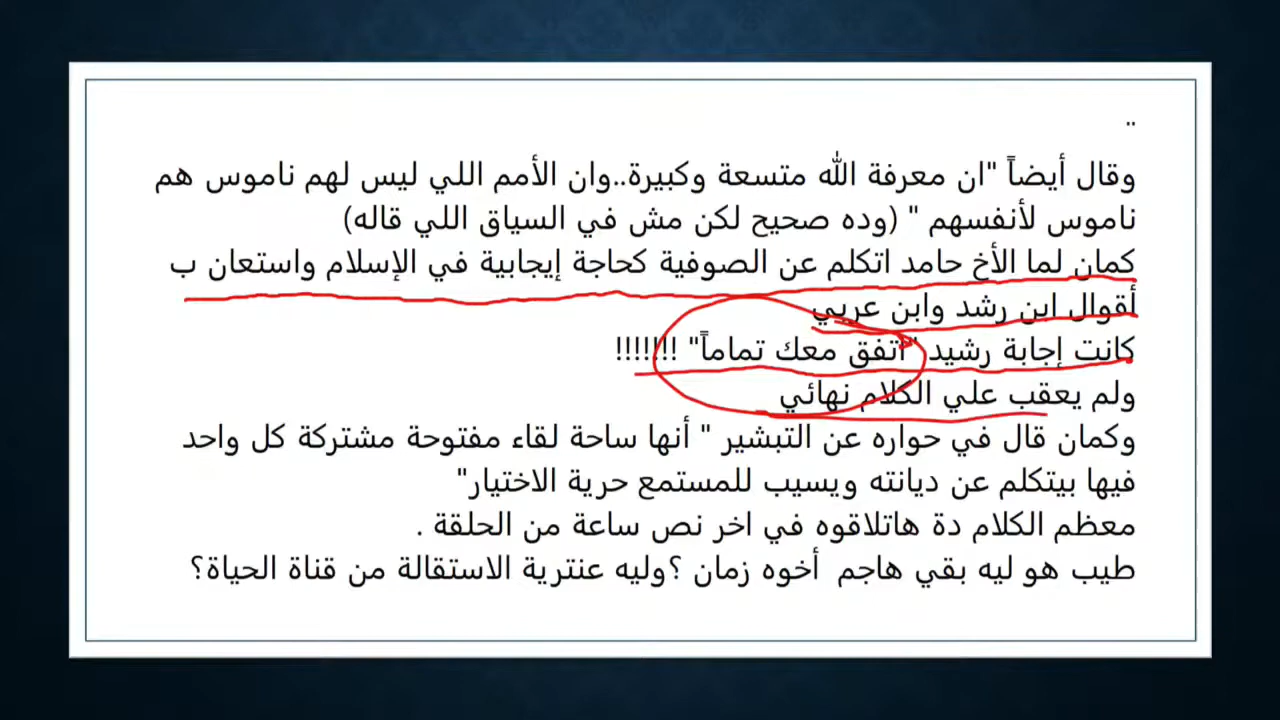 ..
وقال أيضاً "ان معرفة الله متسعة وكبيرة..وان الأمم اللي ليس لهم ناموس هم
ناموس لأنفسهم " (وده صحيح لكن مش في السياق اللي قاله)
كمان لما الأخ حامد اتكلم عن الصوفية كحاجة إيجابية في الإسلام واستعان ب
أقوال ابن رشد وابن عربي
كانت إجابة رشيد "اتفق معك تماماً" !!!!!!!
ولم يعقب علي الكلام نهائي
وكمان قال في حواره عن التبشير " أنها ساحة لقاء مفتوحة مشتركة كل واحد
فيها بيتكلم عن ديانته ويسيب للمستمع حرية الاختيار"
معظم الكلام دة هاتلاقوه في اخر نص ساعة من الحلقة .
طيب هو ليه بقي هاجم أخوه زمان ؟وليه عنترية الاستقالة من قناة الحياة؟